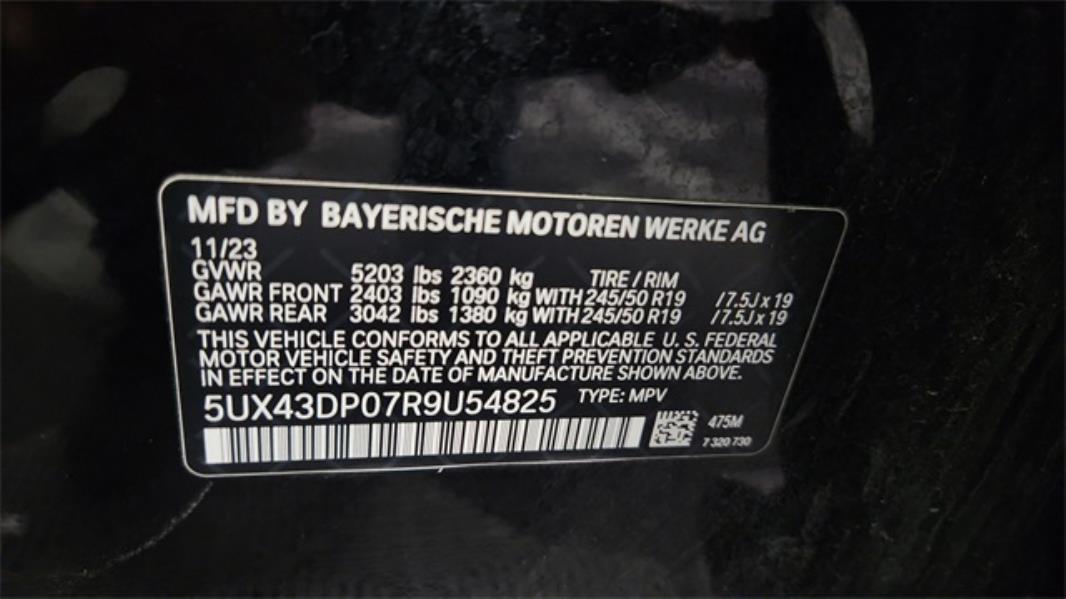 MFD BY BAYERISCHE MOTOREN WERKE AG
11/23
GVWR 5203 lbs 2360 kg TIRE / RIM
GAWR FRONT 2403 lbs 1090 kg WITH 245/50 R19 /7.5J x 19
GAWR REAR 3042 lbs 1380 kg WITH 245/50 R19 /7.5J x 19
THIS VEHICLE CONFORMS TO ALL APPLICABLE U. S. FEDERAL
MOTOR VEHICLE SAFETY AND THEFT PREVENTION STANDARDS
IN EFFECT ON THE DATE OF MANUFACTURE SHOWN ABOVE.
5UX43DP07R9U54825 TYPE: MPV
475M
7 320 730